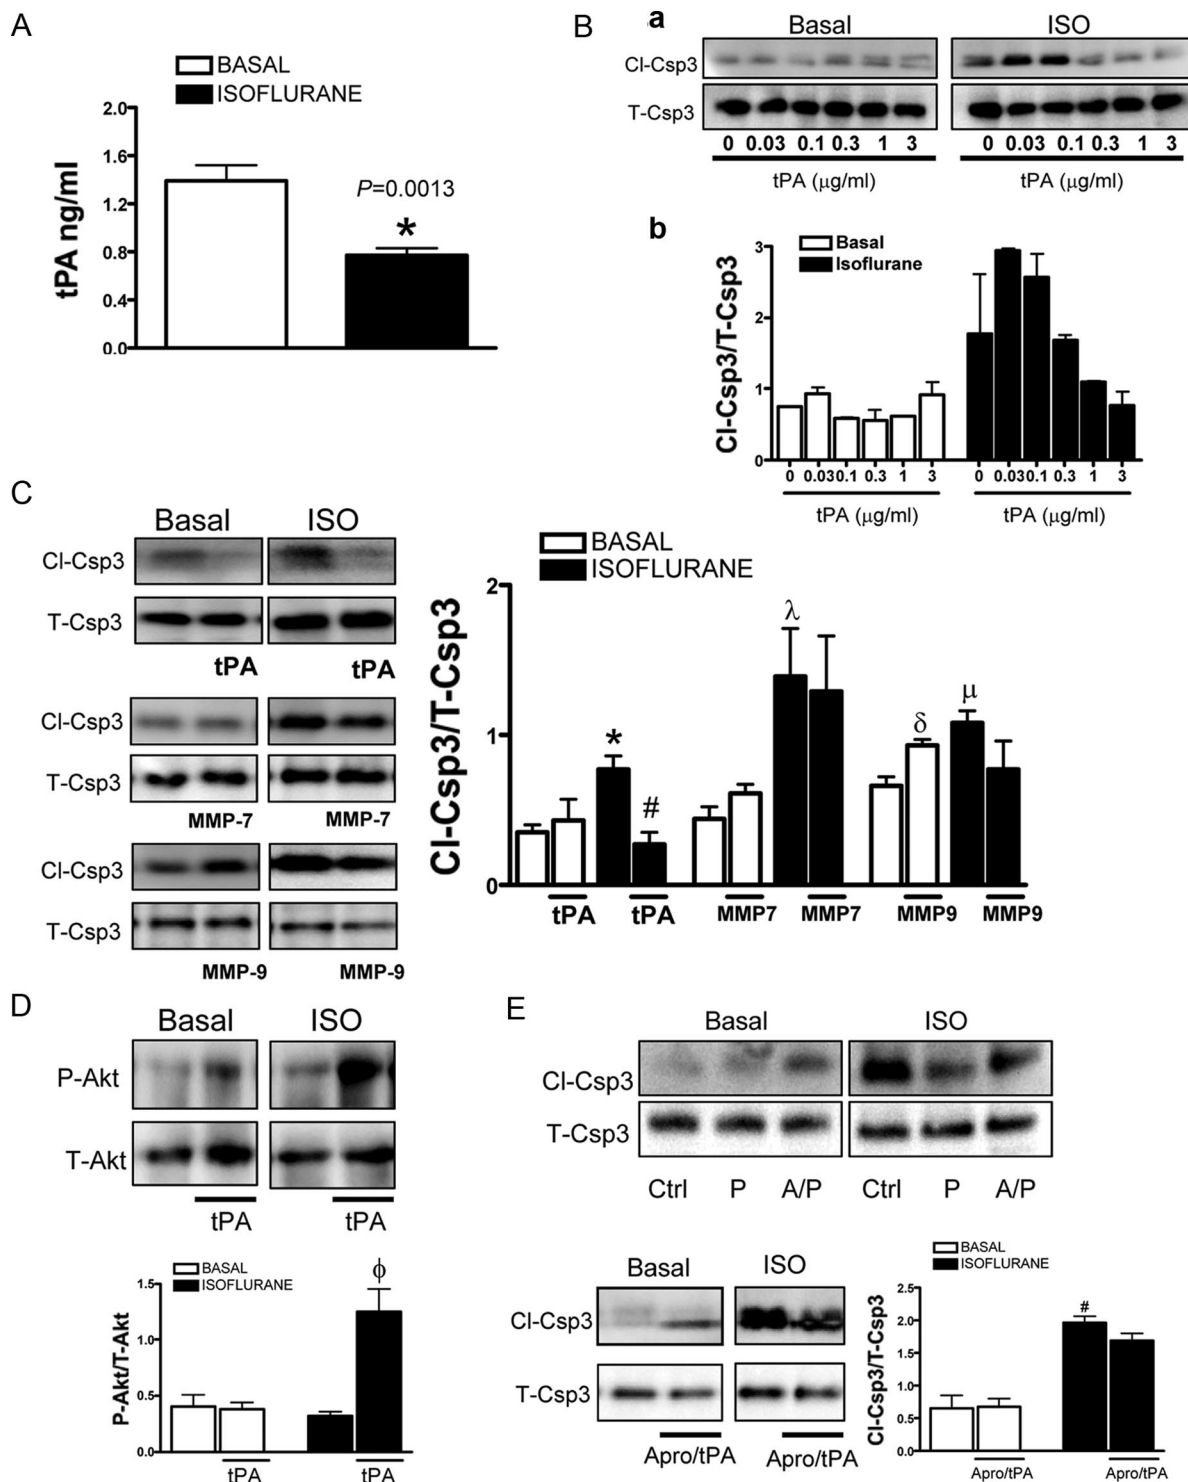 A
BASAL
ISOFLURANE
2.0
1.6
1.2
0.8
0.4
0.0
tPA ng/ml
P=0.0013
*
B
a
Basal
ISO
Cl-Csp3
T-Csp3
0 0.03 0.1 0.3 1 3
0 0.03 0.1 0.3 1 3
tPA (μg/ml)
tPA (μg/ml)
b
Basal
Isoflurane
3
2
1
0
Cl-Csp3/T-Csp3
0 0.03 0.1 0.3 1 3
0 0.03 0.1 0.3 1 3
tPA (μg/ml)
tPA (μg/ml)
C
Basal
ISO
Cl-Csp3
T-Csp3
tPA
tPA
Cl-Csp3
T-Csp3
MMP-7
MMP-7
Cl-Csp3
T-Csp3
MMP-9
MMP-9
BASAL
ISOFLURANE
2
1
0
Cl-Csp3/T-Csp3
*
#
λ
δ
μ
tPA
tPA
MMP7
MMP7
MMP9
MMP9
D
Basal
ISO
P-Akt
T-Akt
tPA
tPA
BASAL
ISOFLURANE
1.5
1.0
0.5
0.0
P-Akt/T-Akt
ϕ
tPA
tPA
E
Basal
ISO
Cl-Csp3
T-Csp3
Ctrl P A/P
Ctrl P A/P
Basal
ISO
Cl-Csp3
T-Csp3
Apro/tPA
Apro/tPA
BASAL
ISOFLURANE
2.5
2.0
1.5
1.0
0.5
0.0
Cl-Csp3/T-Csp3
#
Apro/tPA
Apro/tPA